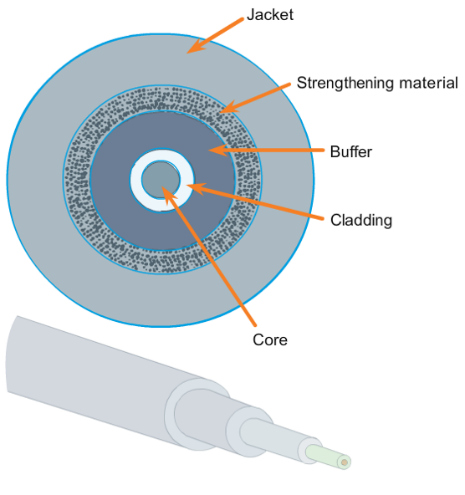 Jacket
Strengthening material
Buffer
Cladding
Core